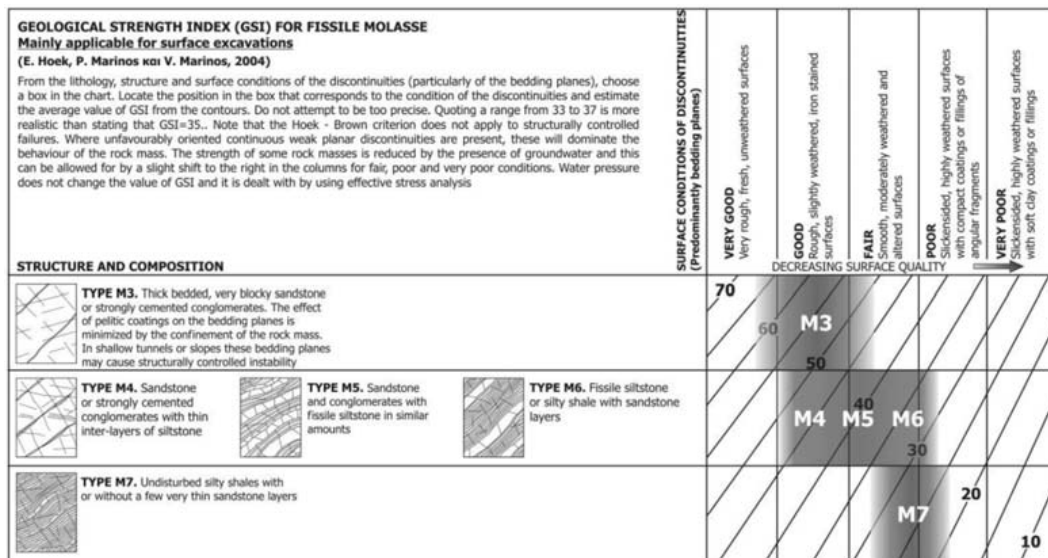 GEOLOGICAL STRENGTH INDEX (GSI) FOR FISSILE MOLASSE
Mainly applicable for surface excavations
(E. Hoek, P. Marinos και V. Marinos, 2004)
From the lithology, structure and surface conditions of the discontinuities (particularly of the bedding planes), choose
a box in the chart. Locate the position in the box that corresponds to the condition of the discontinuities and estimate
the average value of GSI from the contours. Do not attempt to be too precise. Quoting a range from 33 to 37 is more
realistic than stating that GSI=35.. Note that the Hoek - Brown criterion does not apply to structurally controlled
failures. Where unfavourably oriented continuous weak planar discontinuities are present, these will dominate the
behaviour of the rock mass. The strength of some rock masses is reduced by the presence of groundwater and this
can be allowed for by a slight shift to the right in the columns for fair, poor and very poor conditions. Water pressure
does not change the value of GSI and it is dealt with by using effective stress analysis
STRUCTURE AND COMPOSITION
SURFACE CONDITIONS OF DISCONTINUITIES
(Predominantly bedding planes)
VERY GOOD
Very rough, fresh, unweathered surfaces
GOOD
Rough, slightly weathered, iron stained
surfaces
FAIR
Smooth, moderately weathered and
altered surfaces
POOR
Slickensided, highly weathered surfaces
with compact coatings or fillings of
angular fragments
VERY POOR
Slickensided, highly weathered surfaces
with soft clay coatings or fillings
DECREASING SURFACE QUALITY
TYPE M3. Thick bedded, very blocky sandstone
or strongly cemented conglomerates. The effect
of pelitic coatings on the bedding planes is
minimized by the confinement of the rock mass.
In shallow tunnels or slopes these bedding planes
may cause structurally controlled instability
70
60
M3
50
TYPE M4. Sandstone
or strongly cemented
conglomerates with thin
inter-layers of siltstone
TYPE M5. Sandstone
and conglomerates with
fissile siltstone in similar
amounts
TYPE M6. Fissile siltstone
or silty shale with sandstone
layers
40
M4 M5 M6
30
TYPE M7. Undisturbed silty shales with
or without a few very thin sandstone layers
20
M7
10